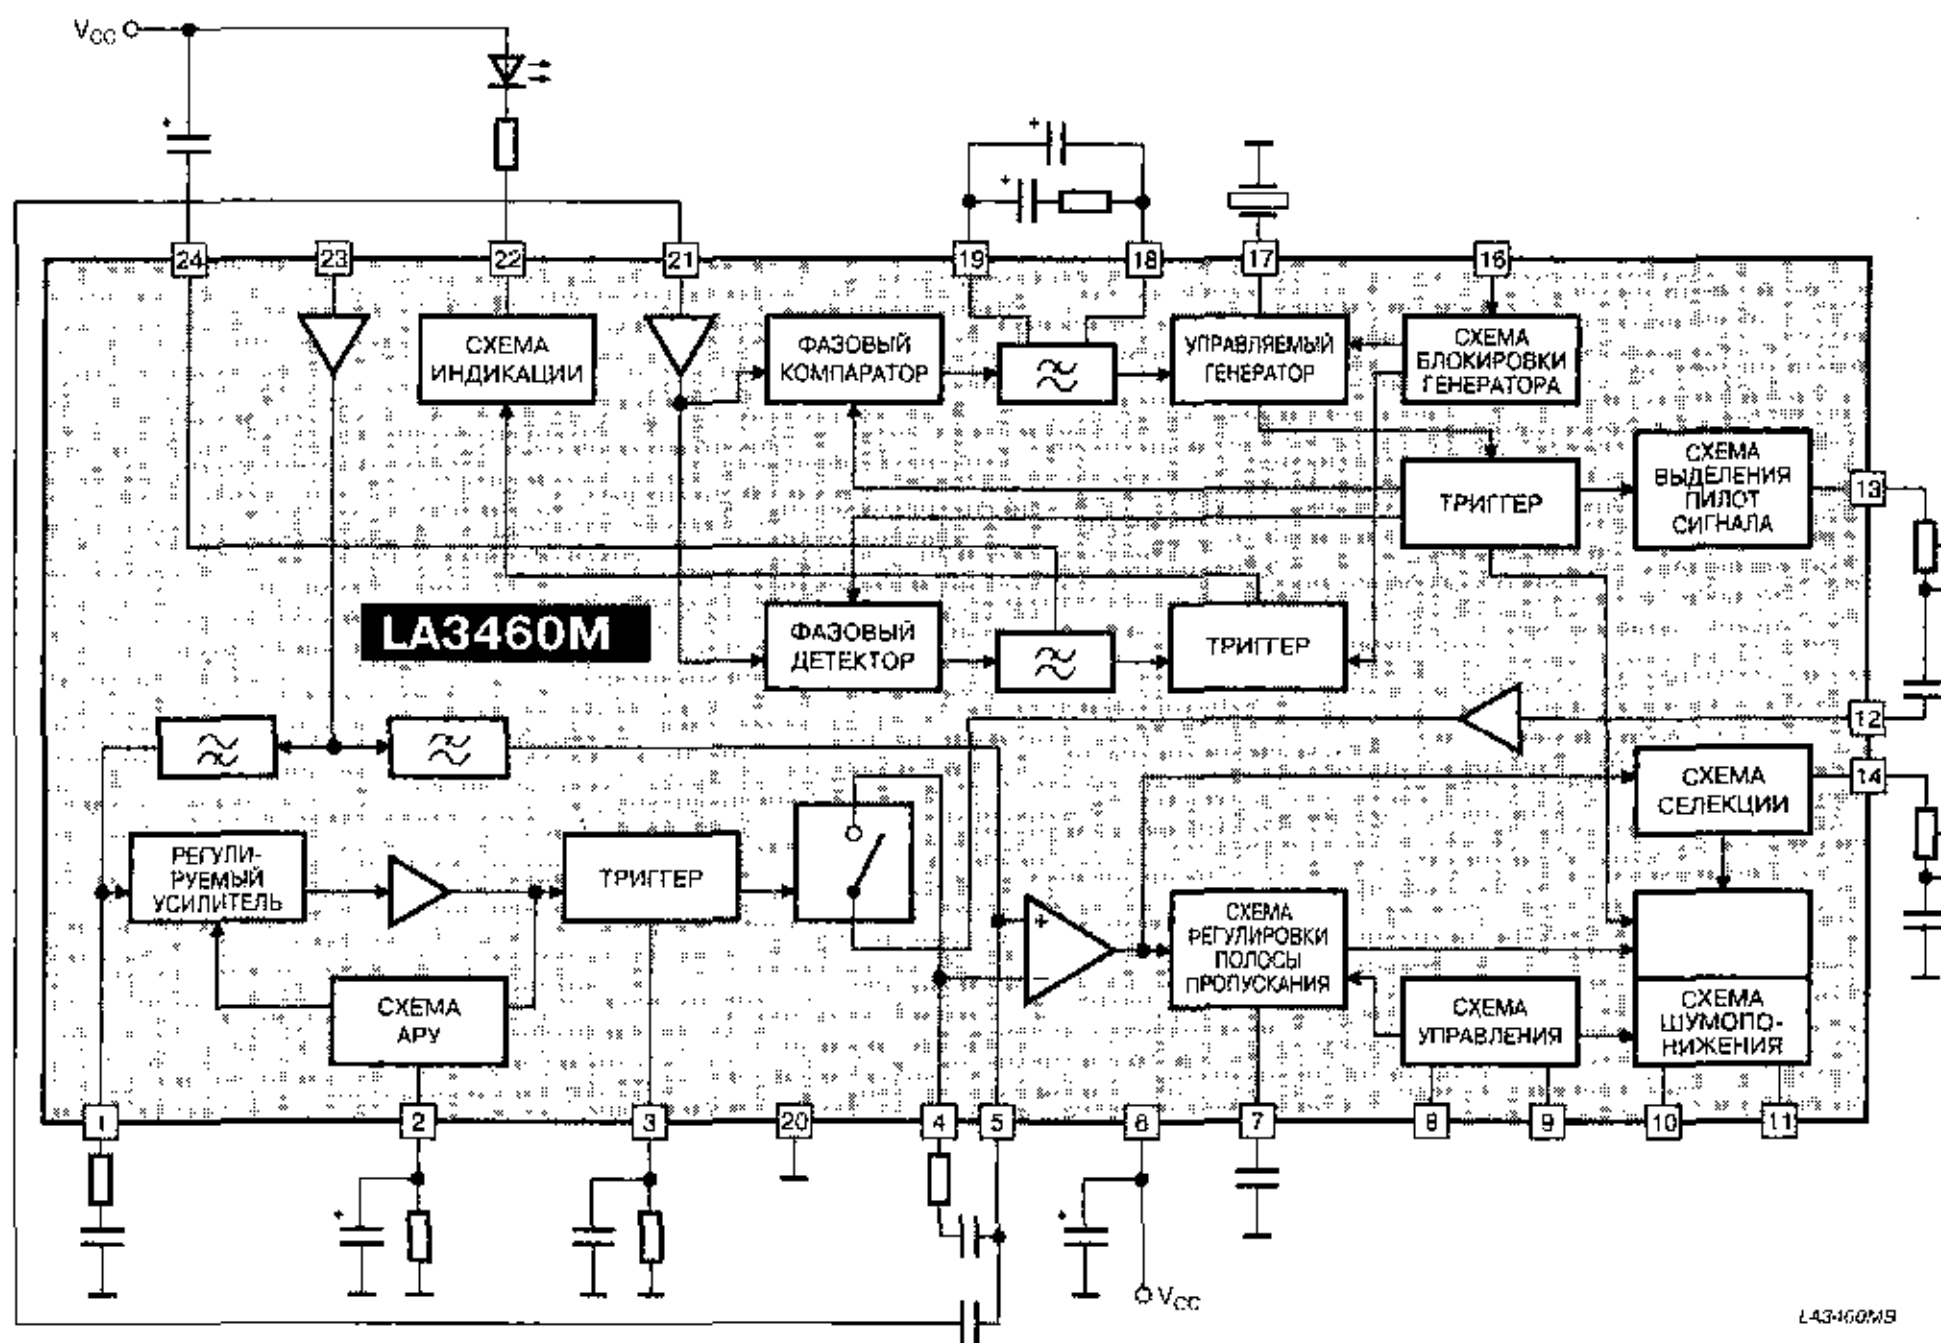 VCC
24
23
22
21
19
18
17
16
СХЕМА
ИНДИКАЦИИ
ФАЗОВЫЙ
КОМПАРАТОР
УПРАВЛЯЕМЫЙ
ГЕНЕРАТОР
СХЕМА
БЛОКИРОВКИ
ГЕНЕРАТОРА
ТРИГГЕР
СХЕМА
ВЫДЕЛЕНИЯ
ПИЛОТ
СИГНАЛА
13
LA3460M
ФАЗОВЫЙ
ДЕТЕКТОР
ТРИГГЕР
12
СХЕМА
СЕЛЕКЦИИ
14
РЕГУЛИ-
РУЕМЫЙ
УСИЛИТЕЛЬ
ТРИГГЕР
СХЕМА
РЕГУЛИРОВКИ
ПОЛОСЫ
ПРОПУСКАНИЯ
СХЕМА
АРУ
СХЕМА
УПРАВЛЕНИЯ
СХЕМА
ШУМОПО-
НИЖЕНИЯ
1
2
3
20
4
5
6
7
8
9
10
11
VCC
LA3460MB